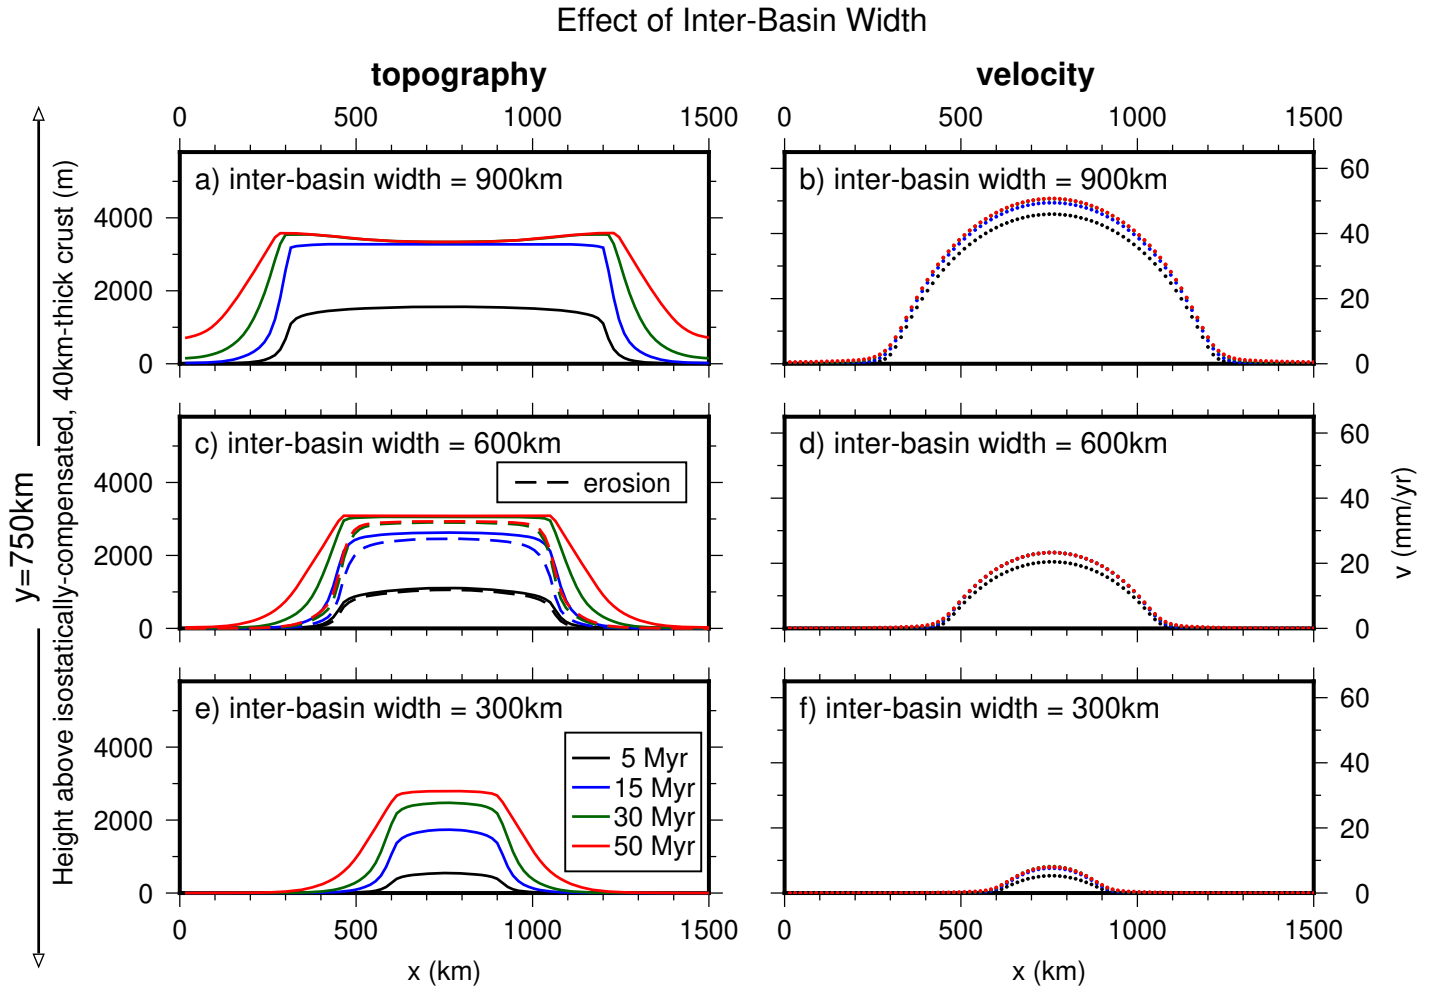 Effect of Inter-Basin Width
topography
velocity
0 500 1000 1500
0 500 1000 1500
y=750km
Height above isostatically-compensated, 40km-thick crust (m)
a) inter-basin width = 900km
4000
2000
0
b) inter-basin width = 900km
60
40
20
0
c) inter-basin width = 600km
erosion
4000
2000
0
d) inter-basin width = 600km
60
40
20
0
v (mm/yr)
e) inter-basin width = 300km
5 Myr
15 Myr
30 Myr
50 Myr
4000
2000
0
f) inter-basin width = 300km
60
40
20
0
0 500 1000 1500
0 500 1000 1500
x (km)
x (km)